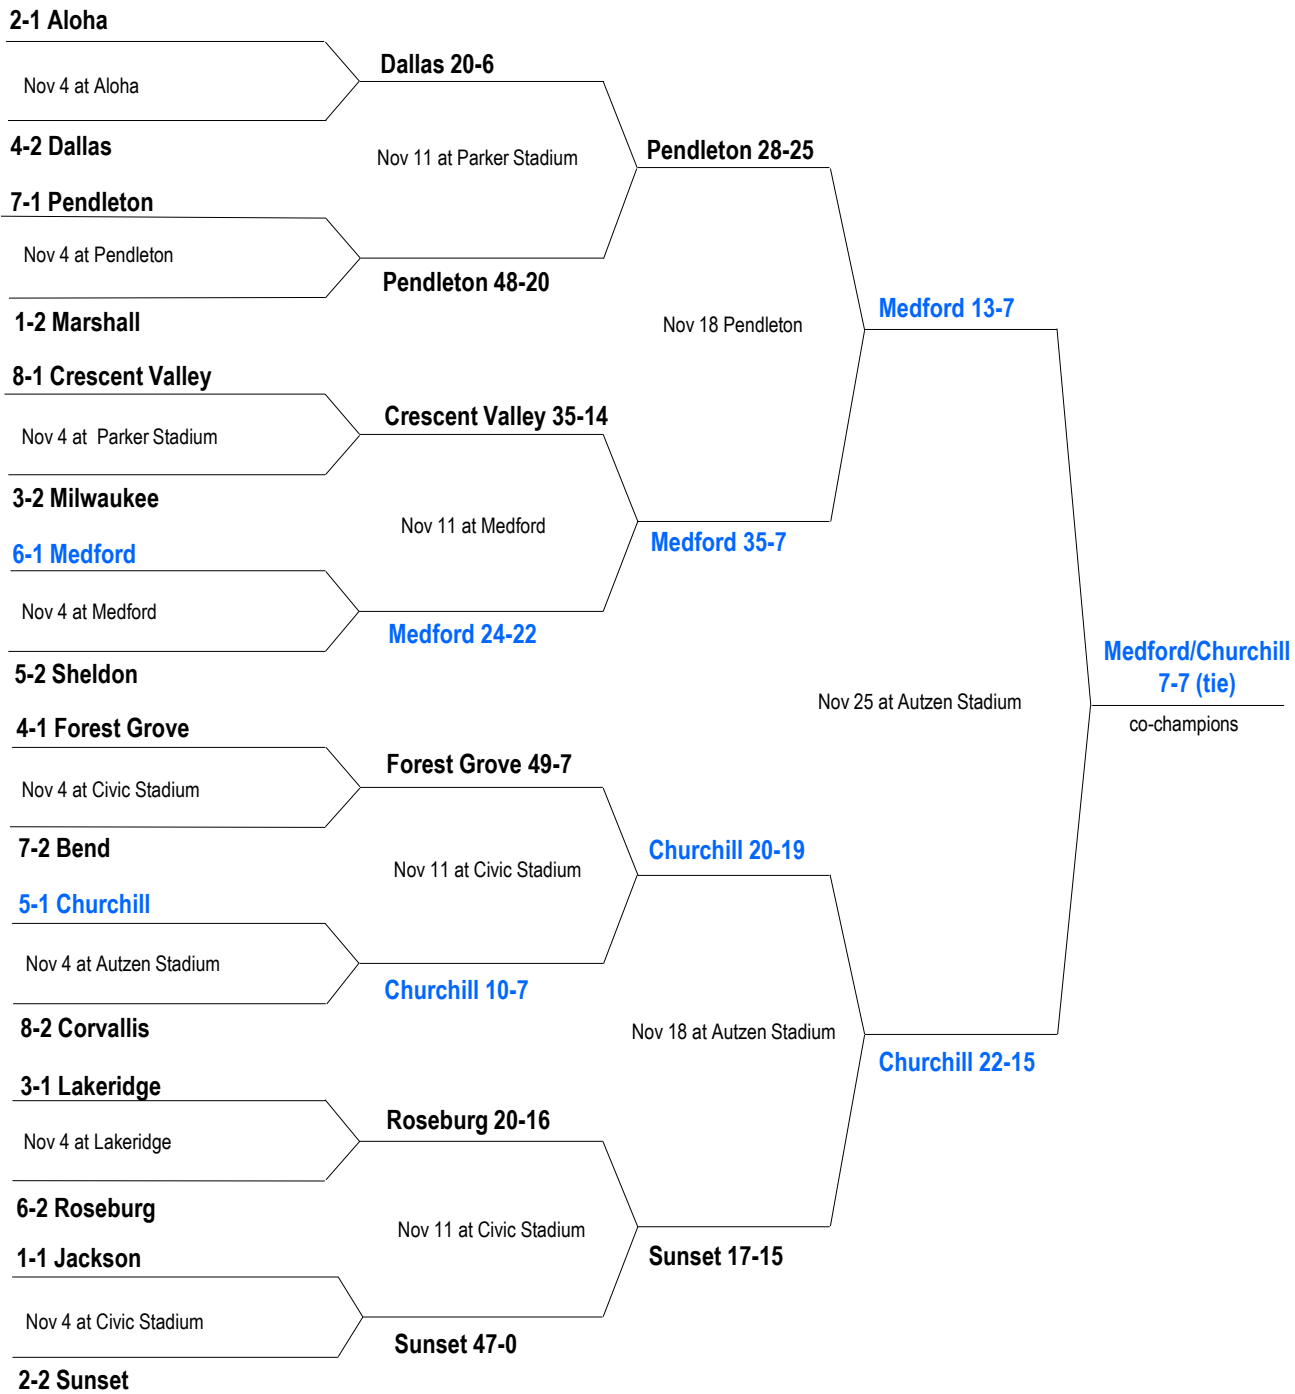 2-1 Aloha
Nov 4 at Aloha
4-2 Dallas
7-1 Pendleton
Nov 4 at Pendleton
1-2 Marshall
8-1 Crescent Valley
Nov 4 at  Parker Stadium
3-2 Milwaukee
6-1 Medford
Nov 4 at Medford
5-2 Sheldon
4-1 Forest Grove
Nov 4 at Civic Stadium
7-2 Bend
5-1 Churchill
Nov 4 at Autzen Stadium
8-2 Corvallis
3-1 Lakeridge
Nov 4 at Lakeridge
6-2 Roseburg
1-1 Jackson
Nov 4 at Civic Stadium
2-2 Sunset
Dallas 20-6
Nov 11 at Parker Stadium
Pendleton 48-20
Crescent Valley 35-14
Nov 11 at Medford
Medford 24-22
Forest Grove 49-7
Nov 11 at Civic Stadium
Churchill 10-7
Roseburg 20-16
Nov 11 at Civic Stadium
Sunset 47-0
Pendleton 28-25
Nov 18 Pendleton
Medford 35-7
Churchill 20-19
Nov 18 at Autzen Stadium
Sunset 17-15
Medford 13-7
Nov 25 at Autzen Stadium
Churchill 22-15
Medford/Churchill
7-7 (tie)
co-champions